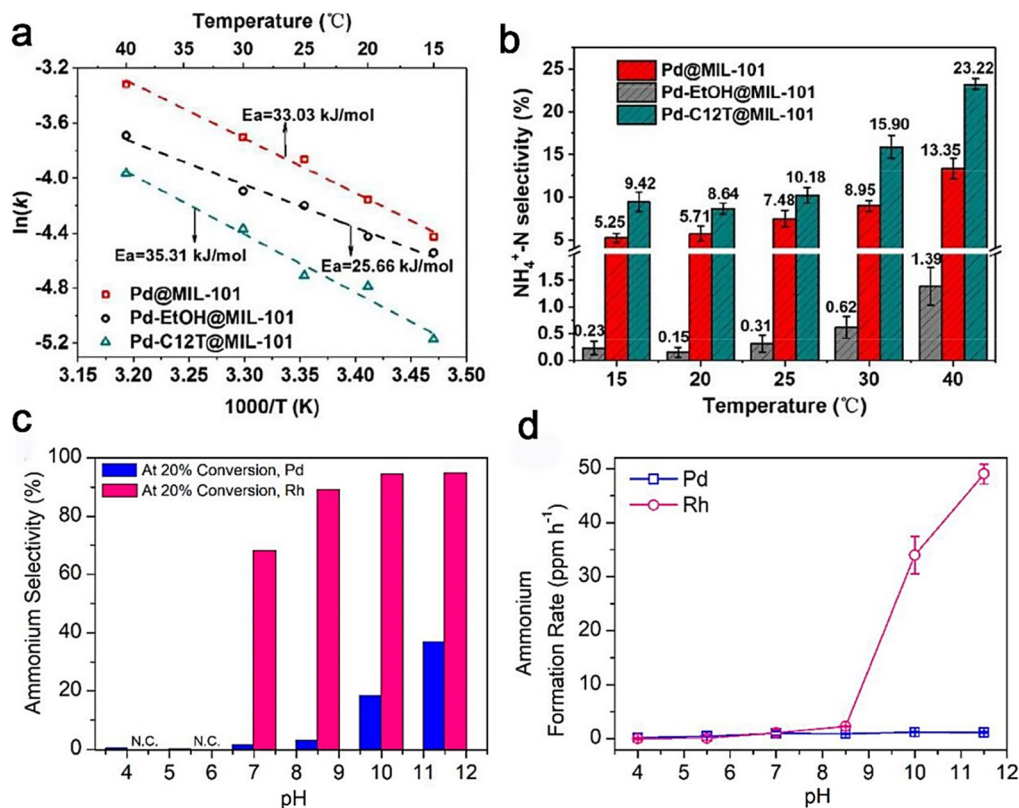 a
Temperature (℃)
40 35 30 25 20 15
-3.2
-3.6
-4.0
-4.4
-4.8
-5.2
ln(k)
Ea=33.03 kJ/mol
Ea=35.31 kJ/mol
Ea=25.66 kJ/mol
Pd@MIL-101
Pd-EtOH@MIL-101
Pd-C12T@MIL-101
3.15 3.20 3.25 3.30 3.35 3.40 3.45 3.50
1000/T (K)
b
NH₄⁺-N selectivity (%)
25
20
15
10
5
1.5
1.0
0.5
0.0
Pd@MIL-101
Pd-EtOH@MIL-101
Pd-C12T@MIL-101
0.23 5.25 9.42
0.15 5.71 8.64
0.31 7.48 10.18
0.62 8.95 15.90
1.39 13.35 23.22
15 20 25 30 40
Temperature (℃)
c
Ammonium Selectivity (%)
100
80
60
40
20
0
At 20% Conversion, Pd
At 20% Conversion, Rh
N.C. N.C.
4 5 6 7 8 9 10 11 12
pH
d
Ammonium
Formation Rate (ppm h⁻¹)
50
40
30
20
10
0
Pd
Rh
4 5 6 7 8 9 10 11 12
pH